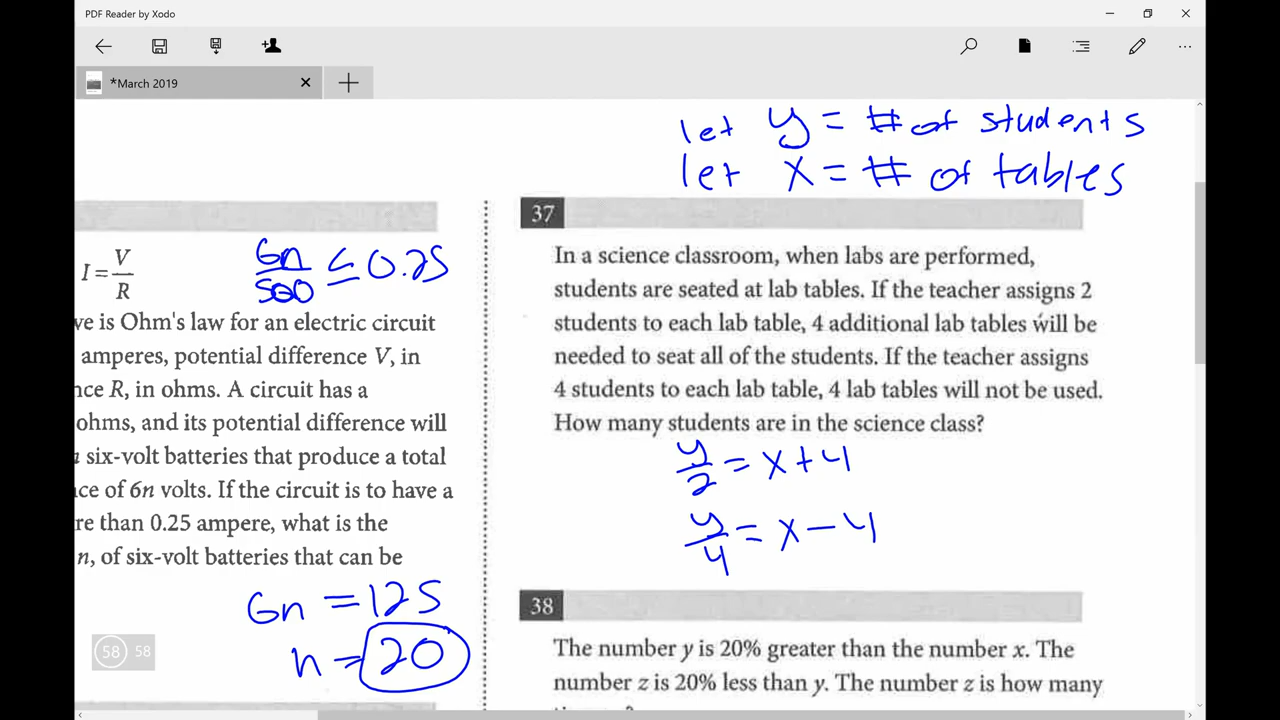 PDF Reader by Xodo
*March 2019
let y = # of students
let x = # of tables
I = V/R
6n/500 ≤ 0.25
ve is Ohm's law for an electric circuit
amperes, potential difference V, in
nce R, in ohms. A circuit has a
ohms, and its potential difference will
six-volt batteries that produce a total
ce of 6n volts. If the circuit is to have a
re than 0.25 ampere, what is the
n, of six-volt batteries that can be
6n = 125
n = 20
58 58
37
In a science classroom, when labs are performed,
students are seated at lab tables. If the teacher assigns 2
students to each lab table, 4 additional lab tables will be
needed to seat all of the students. If the teacher assigns
4 students to each lab table, 4 lab tables will not be used.
How many students are in the science class?
y/2 = x + 4
y/4 = x - 4
38
The number y is 20% greater than the number x. The
number z is 20% less than y. The number z is how many